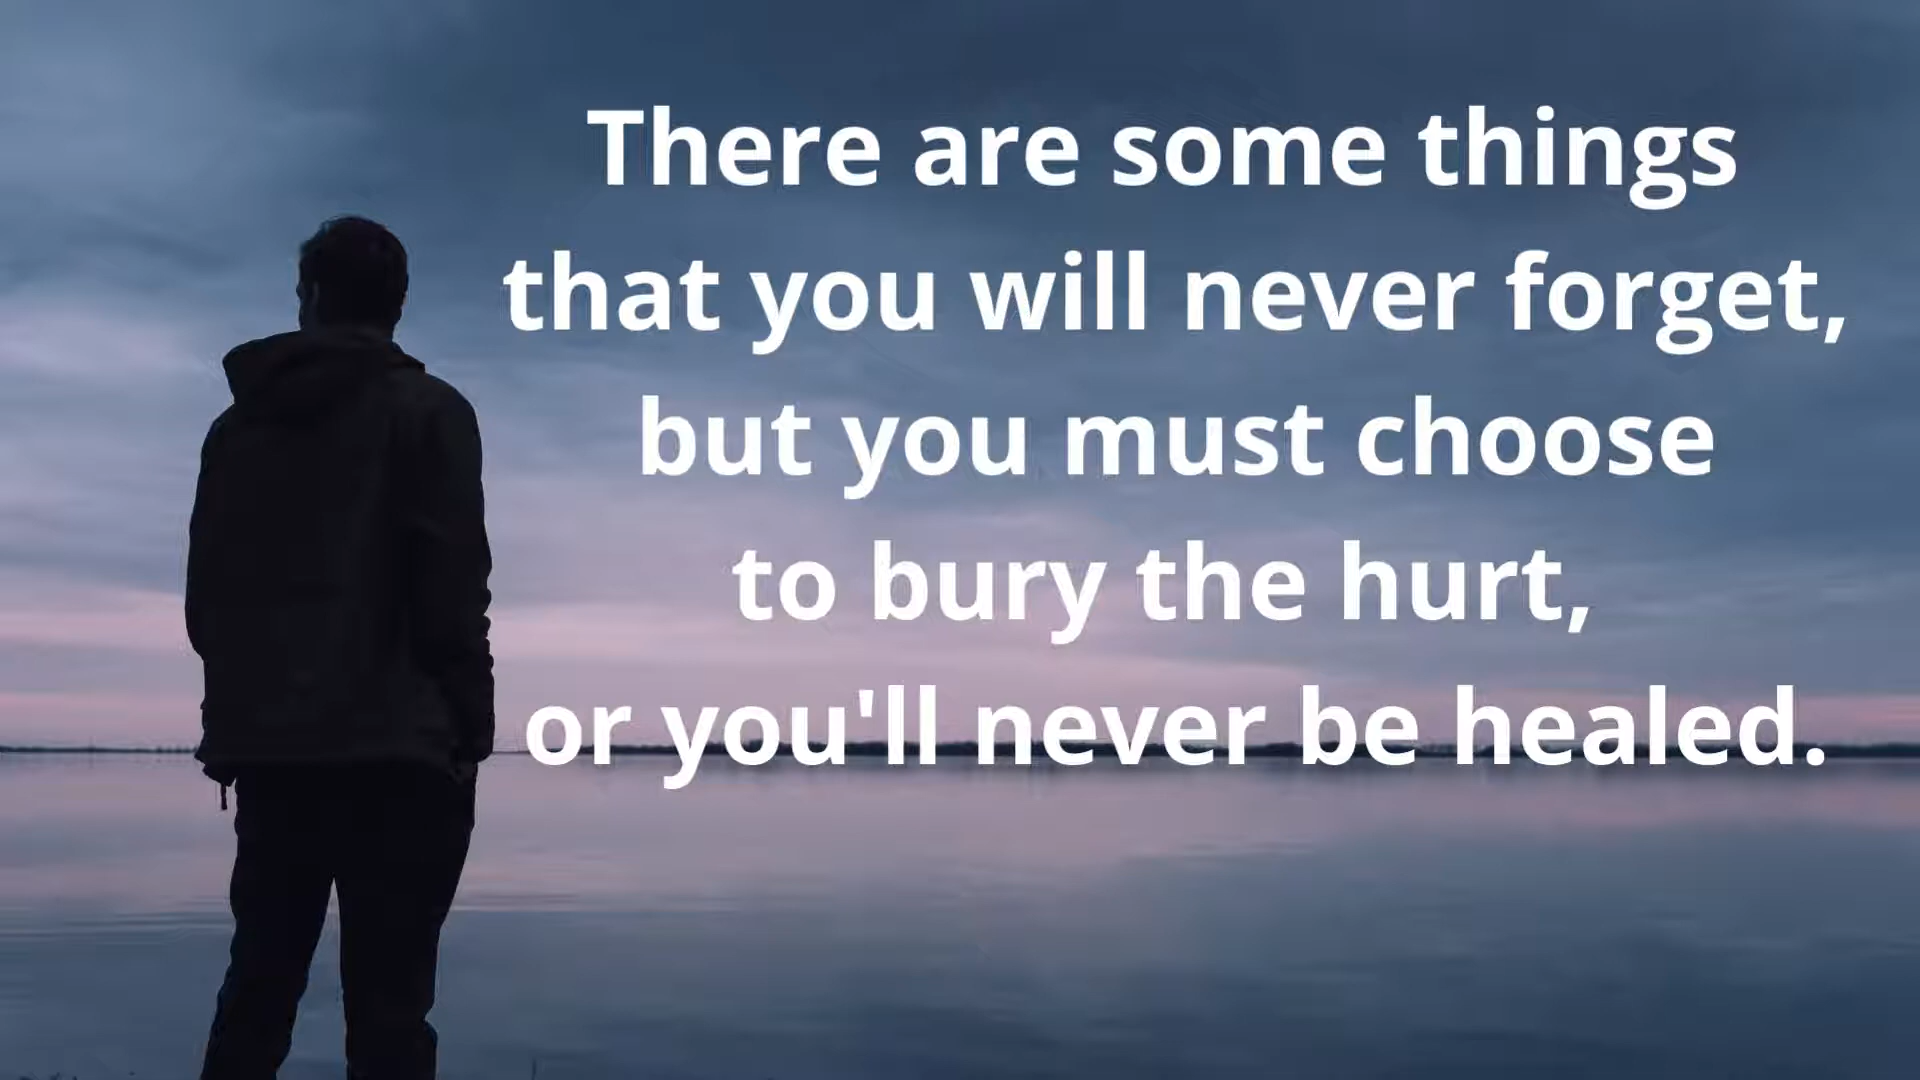 There are some things
that you will never forget,
but you must choose
to bury the hurt,
or you'll never be healed.